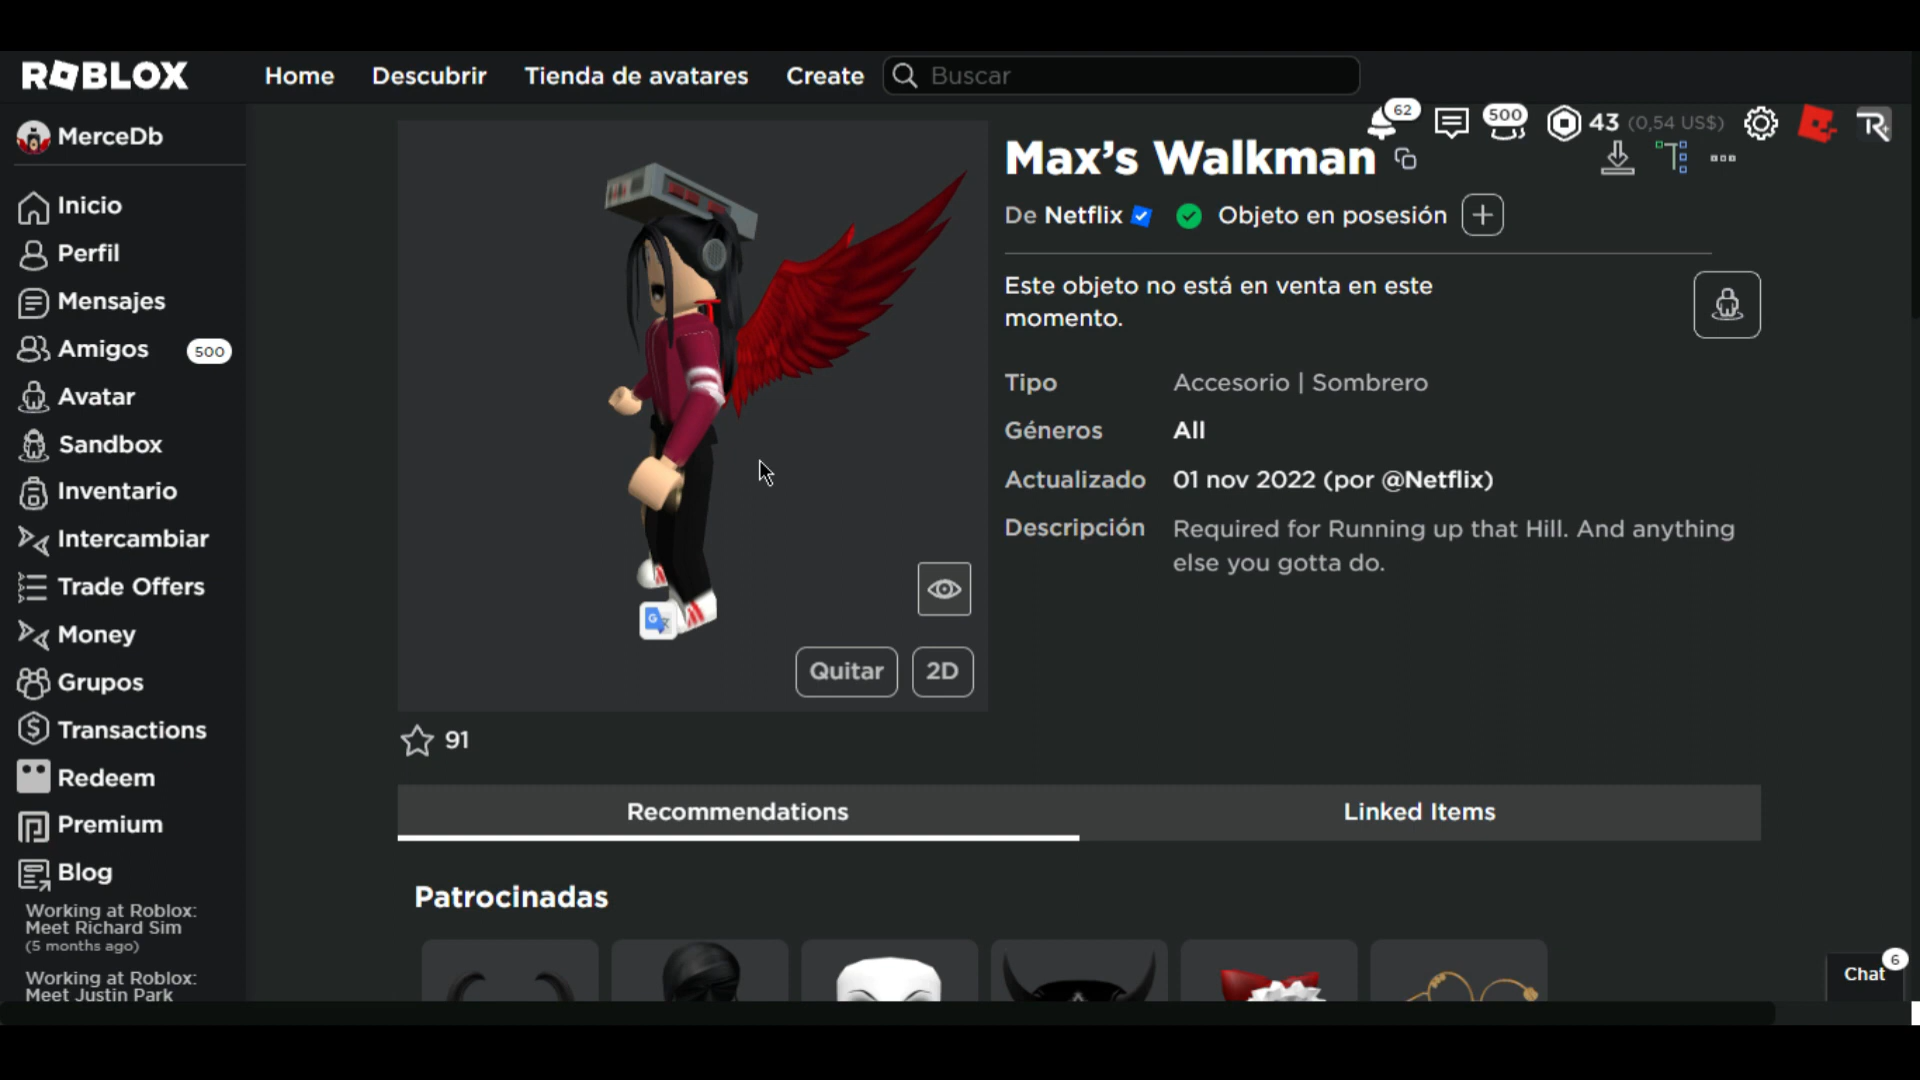 ROBLOX
Home
Descubrir
Tienda de avatares
Create
Buscar
62
500
43 (0,54 US$)
MerceDb
Inicio
Perfil
Mensajes
Amigos
500
Avatar
Sandbox
Inventario
Intercambiar
Trade Offers
Money
Grupos
Transactions
Redeem
Premium
Blog
Working at Roblox:
Meet Richard Sim
(5 months ago)
Working at Roblox:
Meet Justin Park
Quitar
2D
91
Max’s Walkman
De Netflix
Objeto en posesión
Este objeto no está en venta en este
momento.
Tipo
Accesorio | Sombrero
Géneros
All
Actualizado
01 nov 2022 (por @Netflix)
Descripción
Required for Running up that Hill. And anything
else you gotta do.
Recommendations
Linked Items
Patrocinadas
Chat
6